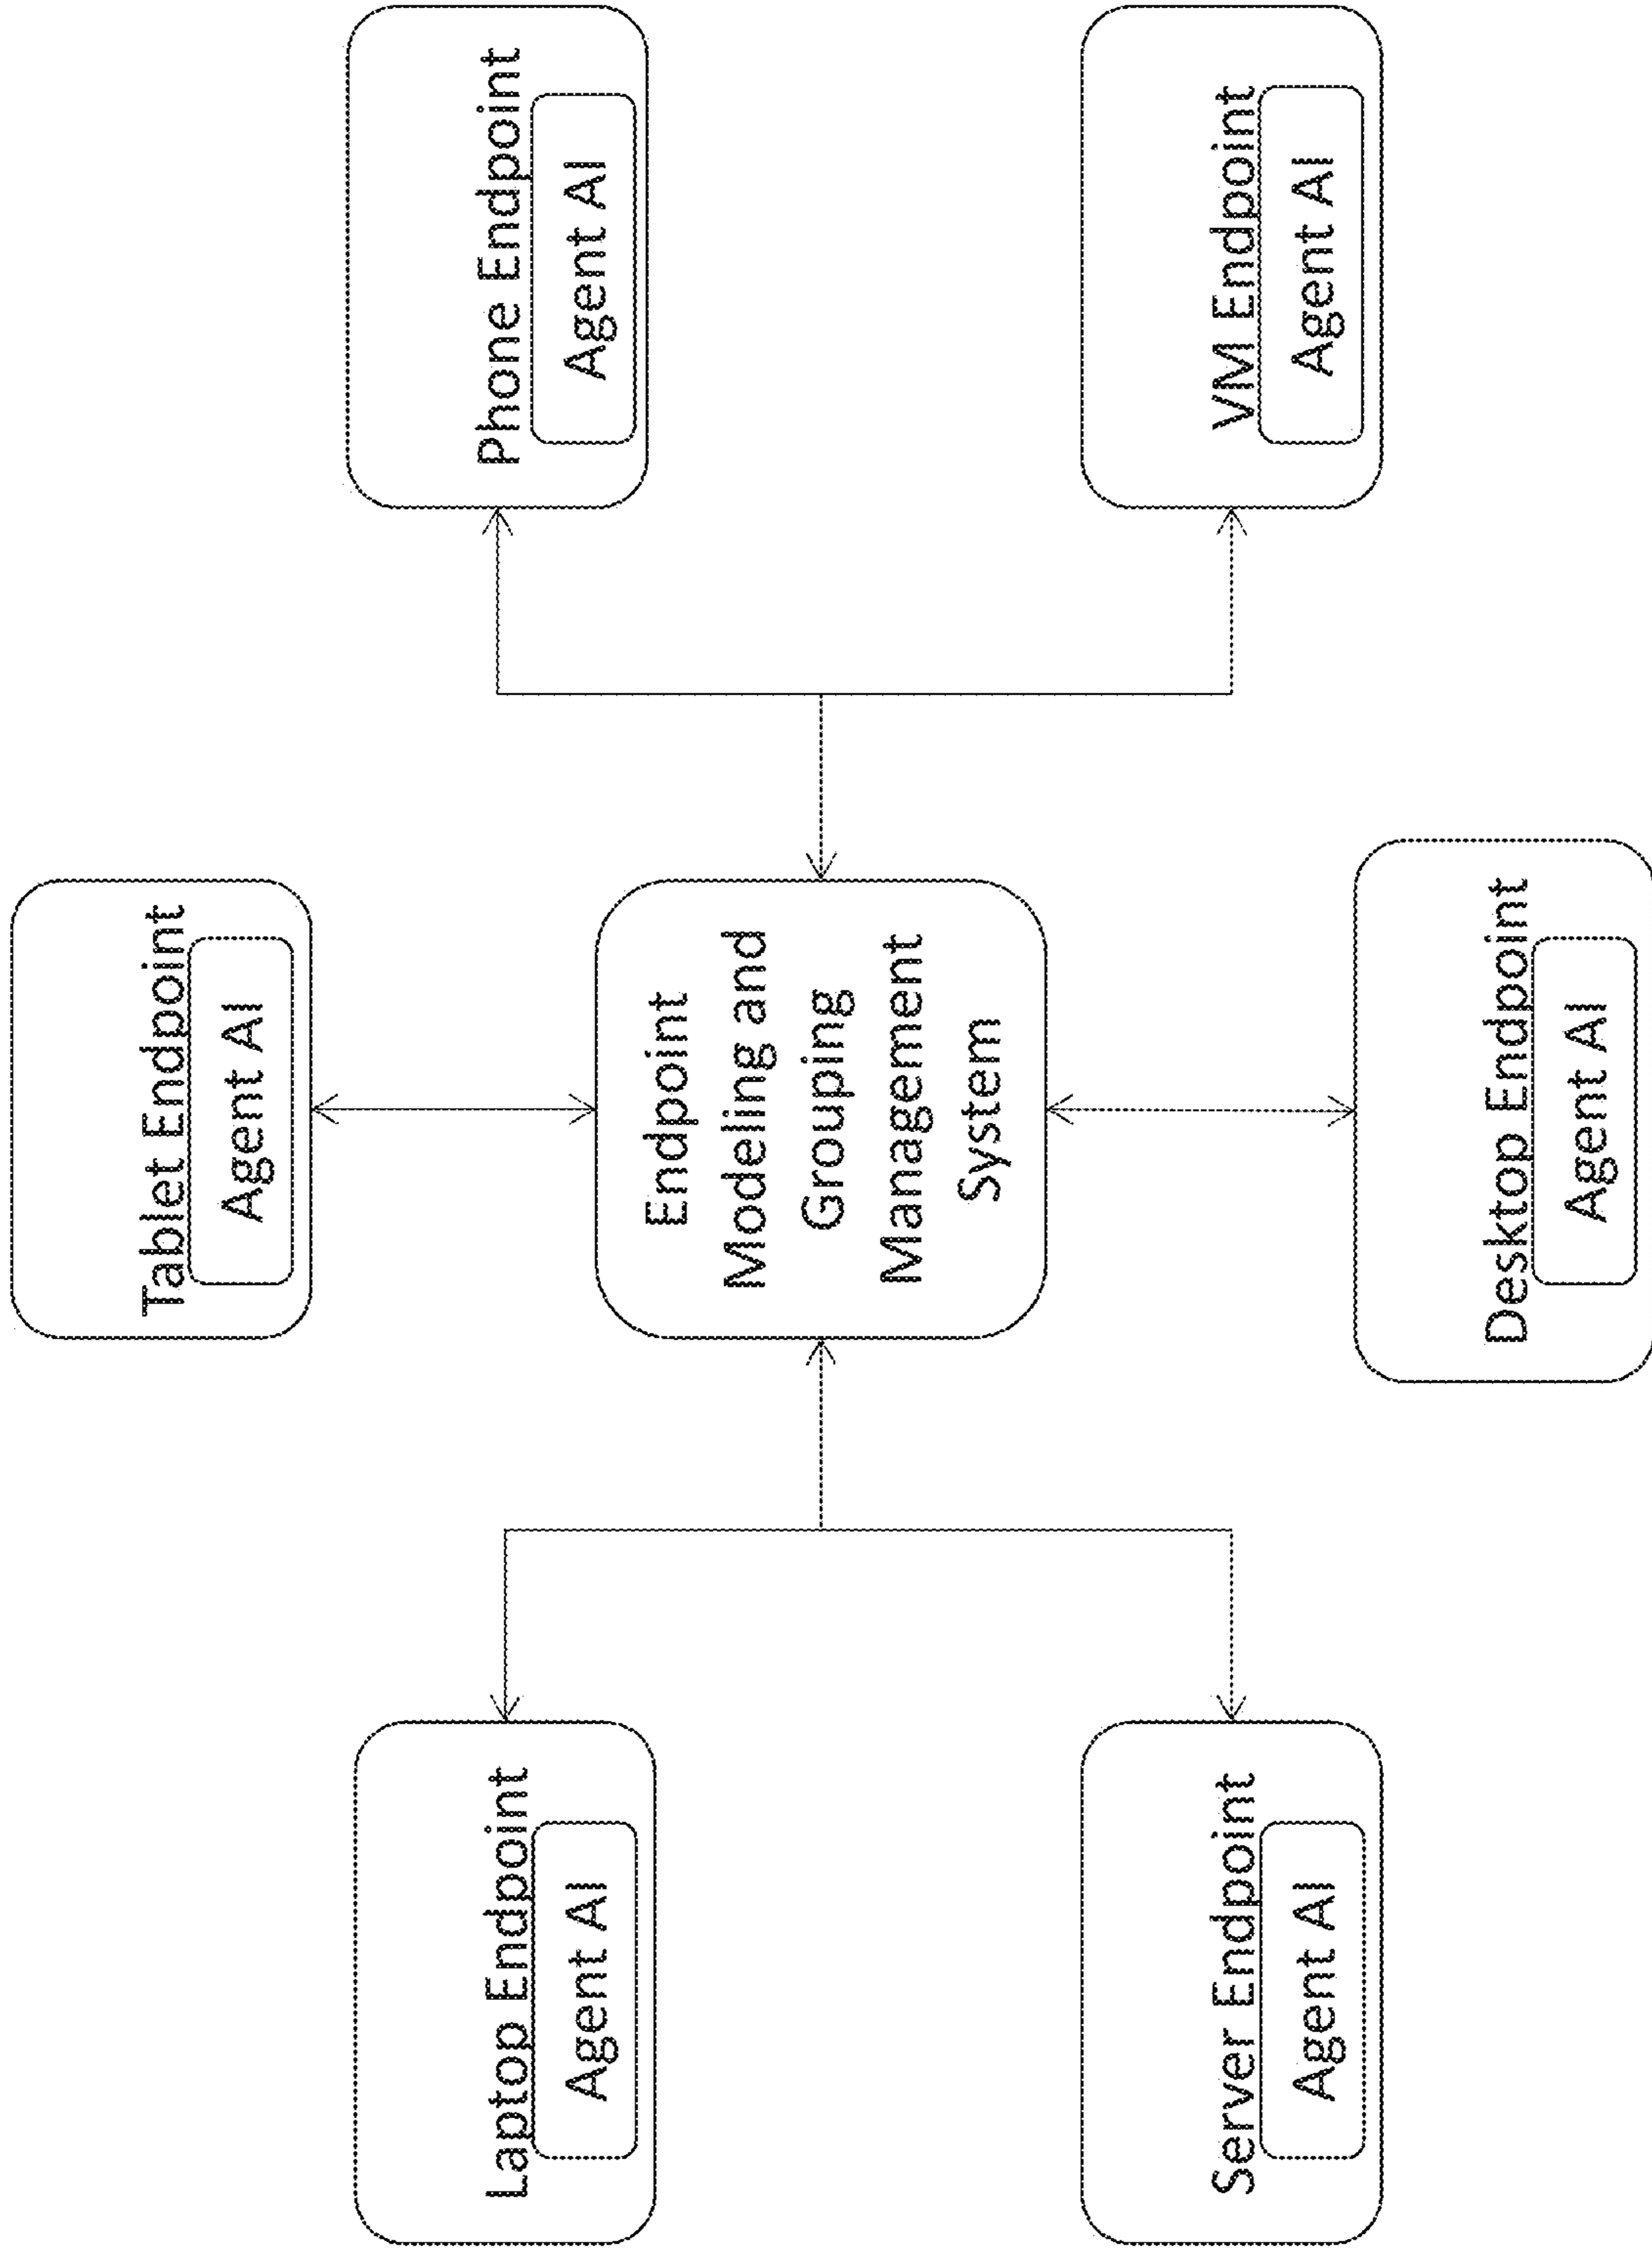 Tablet Endpoint
Agent AI
Laptop Endpoint
Agent AI
Phone Endpoint
Agent AI
Endpoint
Modeling and
Grouping
Management
System
Server Endpoint
Agent AI
VM Endpoint
Agent AI
Desktop Endpoint
Agent AI